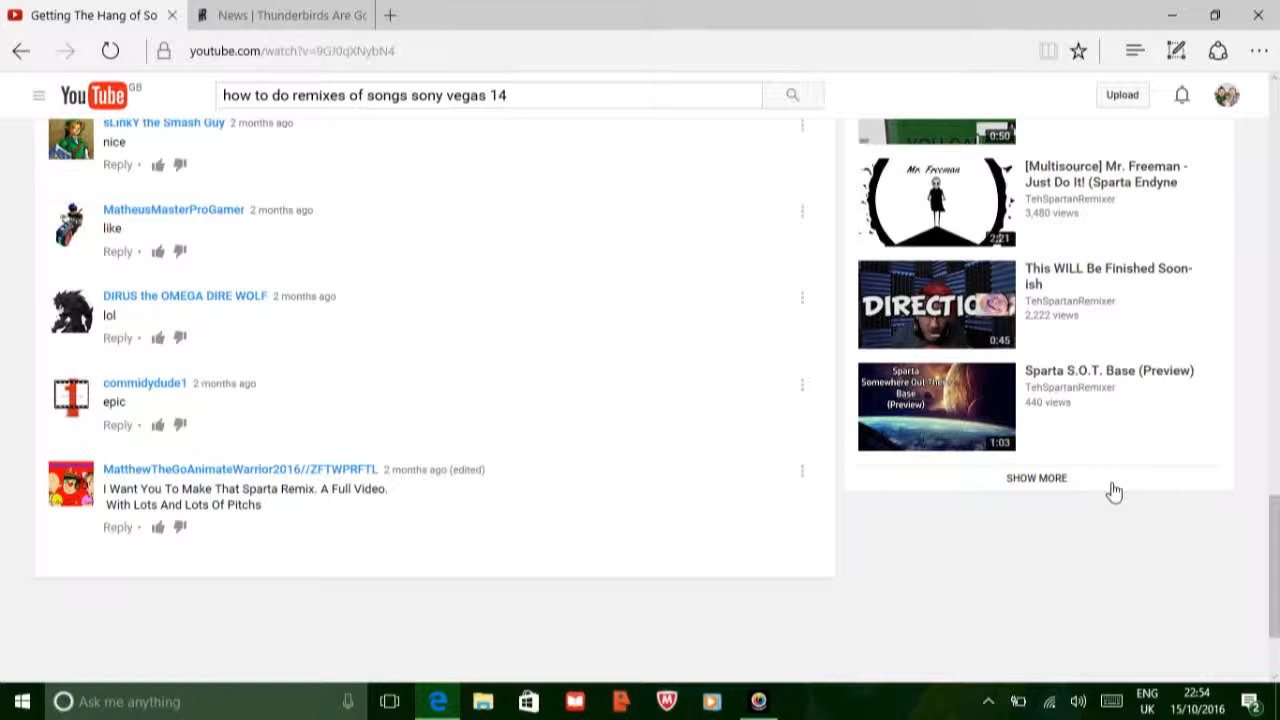 Getting The Hang of So
News | Thunderbirds Are Go
youtube.com/watch?v=9GJ0qXNybN4
YouTube GB
how to do remixes of songs sony vegas 14
Upload
sLinkY the Smash Guy 2 months ago
nice
Reply
MatheusMasterProGamer 2 months ago
like
Reply
DIRUS the OMEGA DIRE WOLF 2 months ago
lol
Reply
commidydude1 2 months ago
epic
Reply
MatthewTheGoAnimateWarrior2016//ZFTWPRFTL 2 months ago (edited)
I Want You To Make That Sparta Remix. A Full Video.
With Lots And Lots Of Pitchs
Reply
0:50
Mr. Freeman
2:21
[Multisource] Mr. Freeman -
Just Do It! (Sparta Endyne
TehSpartanRemixer
3,480 views
DIRECTIO
0:45
This WILL Be Finished Soon-
ish
TehSpartanRemixer
2,222 views
Sparta
Somewhere Out There
Base
(Preview)
1:03
Sparta S.O.T. Base (Preview)
TehSpartanRemixer
440 views
SHOW MORE
Ask me anything
ENG
UK
22:54
15/10/2016
2